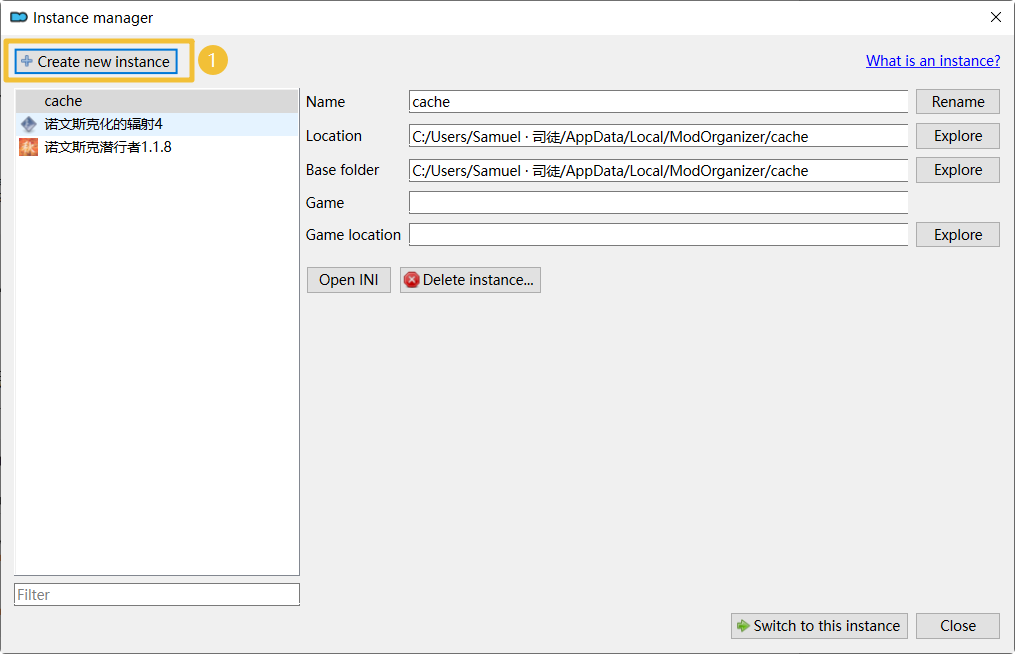 Instance manager
Create new instance
1
What is an instance?
cache
诺文斯克化的辐射4
诺文斯克潜行者1.1.8
Name
cache
Rename
Location
C:/Users/Samuel · 司徒/AppData/Local/ModOrganizer/cache
Explore
Base folder
C:/Users/Samuel · 司徒/AppData/Local/ModOrganizer/cache
Explore
Game
Game location
Explore
Open INI
Delete instance...
Filter
Switch to this instance
Close